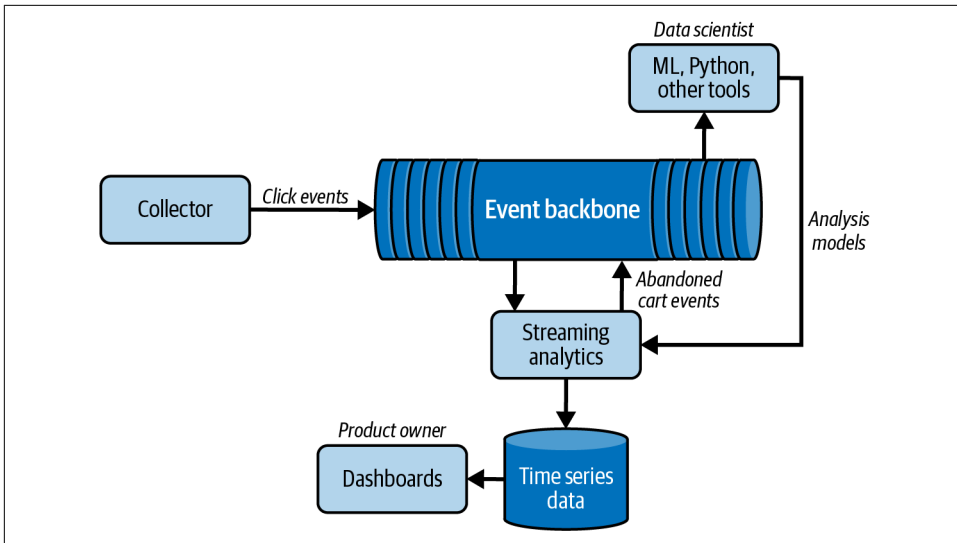 Data scientist
ML, Python,
other tools
Collector
Click events
Event backbone
Analysis
models
Abandoned
cart events
Streaming
analytics
Product owner
Dashboards
Time series
data